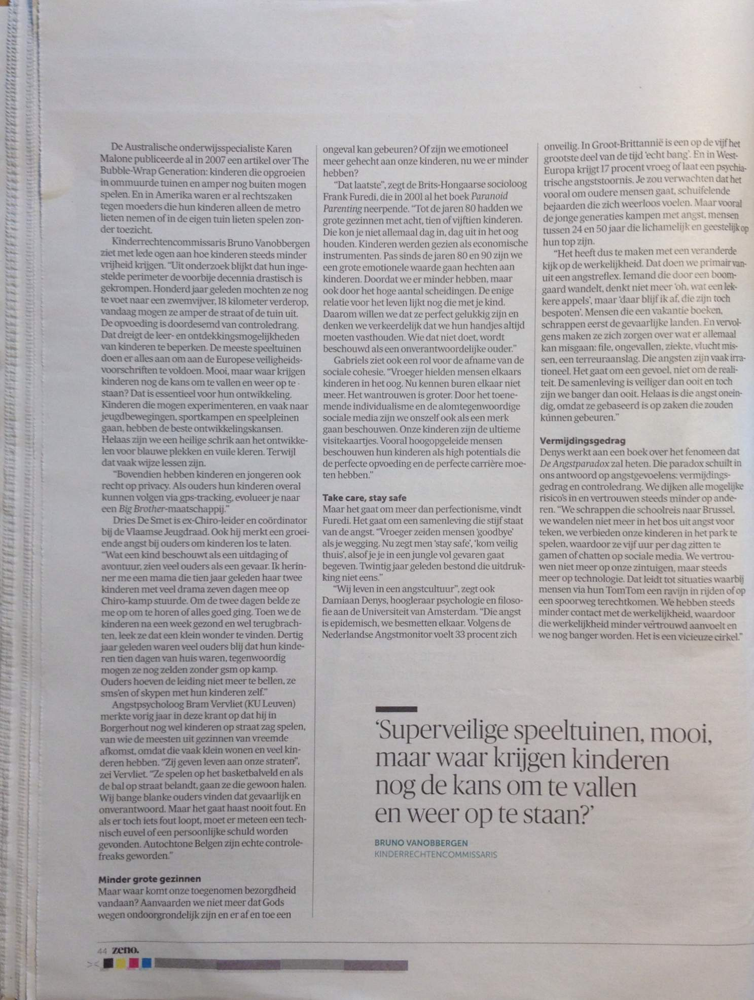 De Australische onderwijsspecialiste Karen
Malone publiceerde al in 2007 een artikel over The
Bubble-Wrap Generation: kinderen die opgroeien
in ommuurde tuinen en amper nog buiten mogen
spelen. En in Amerika waren er al rechtszaken
tegen moeders die hun kinderen alleen de metro
lieten nemen of in de eigen tuin lieten spelen zon-
der toezicht.
Kinderrechtencommissaris Bruno Vanobbergen
ziet met lede ogen aan hoe kinderen steeds minder
vrijheid krijgen. “Uit onderzoek blijkt dat hun inge-
stelde perimeter de voorbije decennia drastisch is
gekrompen. Honderd jaar geleden mochten ze nog
te voet naar een zwemvijver, 18 kilometer verderop,
vandaag mogen ze amper de straat of de tuin uit.
De opvoeding is doordesemd van controledrang.
Dat dreigt de leer- en ontdekkingsmogelijkheden
van kinderen te beperken. De meeste speeltuinen
doen er alles aan om aan de Europese veiligheids-
voorschriften te voldoen. Mooi, maar waar krijgen
kinderen nog de kans om te vallen en weer op te
staan? Dat is essentieel voor hun ontwikkeling.
Kinderen die mogen experimenteren, en vaak naar
jeugdbewegingen, sportkampen en speelpleinen
gaan, hebben de beste ontwikkelingskansen.
Helaas zijn we een heilige schrik aan het ontwikke-
len voor blauwe plekken en vuile kleren. Terwijl
dat vaak wijze lessen zijn.
“Bovendien hebben kinderen en jongeren ook
recht op privacy. Als ouders hun kinderen overal
kunnen volgen via gps-tracking, evolueer je naar
een Big Brother-maatschappij.”
Dries De Smet is ex-Chiro-leider en coördinator
bij de Vlaamse Jeugdraad. Ook hij merkt een groei-
ende angst bij ouders om kinderen los te laten.
“Wat een kind beschouwt als een uitdaging of
avontuur, zien veel ouders als een gevaar. Ik herin-
ner me een mama die tien jaar geleden haar twee
kinderen met veel drama zeven dagen mee op
Chiro-kamp stuurde. Om de twee dagen belde ze
me op om te horen of alles goed ging. Toen we de
kinderen na een week gezond en wel terugbrach-
ten, leek ze dat een klein wonder te vinden. Dertig
jaar geleden waren veel ouders blij dat hun kinde-
ren tien dagen van huis waren, tegenwoordig
mogen ze nog zelden zonder gsm op kamp.
Ouders hoeven de leiding niet meer te bellen, ze
sms’en of skypen met hun kinderen zelf.”
Angstpsycholoog Bram Vervliet (KU Leuven)
merkte vorig jaar in deze krant op dat hij in
Borgerhout nog wel kinderen op straat zag spelen,
van wie de meesten uit gezinnen van vreemde
afkomst, omdat die vaak klein wonen en veel kin-
deren hebben. “Zij geven leven aan onze straten”,
zei Vervliet. “Ze spelen op het basketbalveld en als
de bal op straat belandt, gaan ze die gewoon halen.
Wij bange blanke ouders vinden dat gevaarlijk en
onverantwoord. Maar het gaat haast nooit fout. En
als er toch iets fout loopt, moet er meteen een tech-
nisch euvel of een persoonlijke schuld worden
gevonden. Autochtone Belgen zijn echte controle-
freaks geworden.”
Minder grote gezinnen
Maar waar komt onze toegenomen bezorgdheid
vandaan? Aanvaarden we niet meer dat Gods
wegen ondoorgrondelijk zijn en er af en toe een
ongeval kan gebeuren? Of zijn we emotioneel
meer gehecht aan onze kinderen, nu we er minder
hebben?
“Dat laatste”, zegt de Brits-Hongaarse socioloog
Frank Furedi, die in 2001 al het boek Paranoid
Parenting neerpende. “Tot de jaren 80 hadden we
grote gezinnen met acht, tien of vijftien kinderen.
Die kon je niet allemaal dag in, dag uit in het oog
houden. Kinderen werden gezien als economische
instrumenten. Pas sinds de jaren 80 en 90 zijn we
een grote emotionele waarde gaan hechten aan
kinderen. Doordat we er minder hebben, maar
ook door het hoge aantal scheidingen. De enige
relatie voor het leven lijkt nog die met je kind.
Daarom willen we dat ze perfect gelukkig zijn en
denken we verkeerdelijk dat we hun handjes altijd
moeten vasthouden. Wie dat niet doet, wordt
beschouwd als een onverantwoordelijke ouder.”
Gabriels ziet ook een rol voor de afname van de
sociale cohesie. “Vroeger hielden mensen elkaars
kinderen in het oog. Nu kennen buren elkaar niet
meer. Het wantrouwen is groter. Door het toene-
mende individualisme en de alomtegenwoordige
sociale media zijn we onszelf ook als een merk
gaan beschouwen. Onze kinderen zijn de ultieme
visitekaartjes. Vooral hoogopgeleide mensen
beschouwen hun kinderen als high potentials die
de perfecte opvoeding en de perfecte carrière moe-
ten hebben.”
Take care, stay safe
Maar het gaat om meer dan perfectionisme, vindt
Furedi. Het gaat om een samenleving die stijf staat
van de angst. “Vroeger zeiden mensen ‘goodbye’
als je wegging. Nu zegt men ‘stay safe’, ‘kom veilig
thuis’, alsof je je in een jungle vol gevaren gaat
begeven. Twintig jaar geleden bestond die uitdruk-
king niet eens.”
“Wij leven in een angstcultuur”, zegt ook
Damiaan Denys, hoogleraar psychologie en filoso-
fie aan de Universiteit van Amsterdam. “Die angst
is epidemisch, we besmetten elkaar. Volgens de
Nederlandse Angstmonitor voelt 33 procent zich
onveilig. In Groot-Brittannië is een op de vijf het
grootste deel van de tijd ‘echt bang’. En in West-
Europa krijgt 17 procent vroeg of laat een psychia-
trische angststoornis. Je zou verwachten dat het
vooral om oudere mensen gaat, schuifelende
bejaarden die zich weerloos voelen. Maar vooral
de jonge generaties kampen met angst, mensen
tussen 24 en 50 jaar die lichamelijk en geestelijk op
hun top zijn.
“Het heeft dus te maken met een veranderde
kijk op de werkelijkheid. Dat doen we primair van-
uit een angstreflex. Iemand die door een boom-
gaard wandelt, denkt niet meer ‘oh, wat een lek-
kere appels’, maar ‘daar blijf ik af, die zijn toch
bespoten’. Mensen die een vakantie boeken,
schrappen eerst de gevaarlijke landen. En vervol-
gens maken ze zich zorgen over wat er allemaal
kan misgaan: file, ongevallen, ziekte, vlucht mis-
sen, een terreuraanslag. Die angsten zijn vaak irra-
tioneel. Het gaat om een gevoel, niet om de reali-
teit. De samenleving is veiliger dan ooit en toch
zijn we banger dan ooit. Helaas is die angst onein-
dig, omdat ze gebaseerd is op zaken die zouden
kúnnen gebeuren.”
Vermijdingsgedrag
Denys werkt aan een boek over het fenomeen dat
De Angstparadox zal heten. Die paradox schuilt in
ons antwoord op angstgevoelens: vermijdings-
gedrag en controledrang. We dijken alle mogelijke
risico’s in en vertrouwen steeds minder op ande-
ren. “We schrappen die schoolreis naar Brussel,
we wandelen niet meer in het bos uit angst voor
teken, we verbieden onze kinderen in het park te
spelen, waardoor ze vijf uur per dag zitten te
gamen of chatten op sociale media. We vertrou-
wen niet meer op onze zintuigen, maar steeds
meer op technologie. Dat leidt tot situaties waarbij
mensen via hun TomTom een ravijn in rijden of op
een spoorweg terechtkomen. We hebben steeds
minder contact met de werkelijkheid, waardoor
die werkelijkheid minder vertrouwd aanvoelt en
we nog banger worden. Het is een vicieuze cirkel.”
‘Superveilige speeltuinen, mooi,
maar waar krijgen kinderen
nog de kans om te vallen
en weer op te staan?’
BRUNO VANOBBERGEN
KINDERRECHTENCOMMISSARIS
44 zeno.